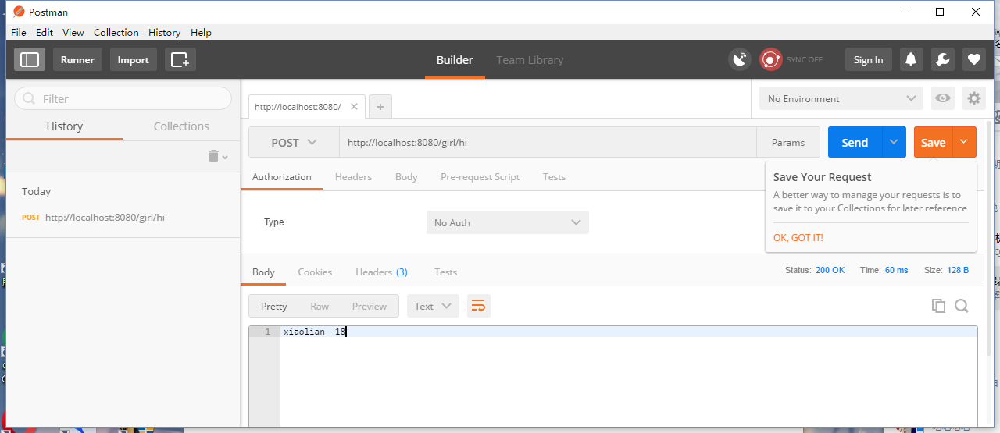 Postman
File Edit View Collection History Help
Runner Import Builder Team Library SYNC OFF Sign In
Filter
History Collections
Today
POST http://localhost:8080/girl/hi
http://localhost:8080/
No Environment
POST http://localhost:8080/girl/hi Params Send Save
Authorization Headers Body Pre-request Script Tests
Save Your Request
A better way to manage your requests is to
save it to your Collections for later reference
OK, GOT IT!
Type No Auth
Body Cookies Headers (3) Tests Status: 200 OK Time: 60 ms Size: 128 B
Pretty Raw Preview Text
1 xiaolian--18